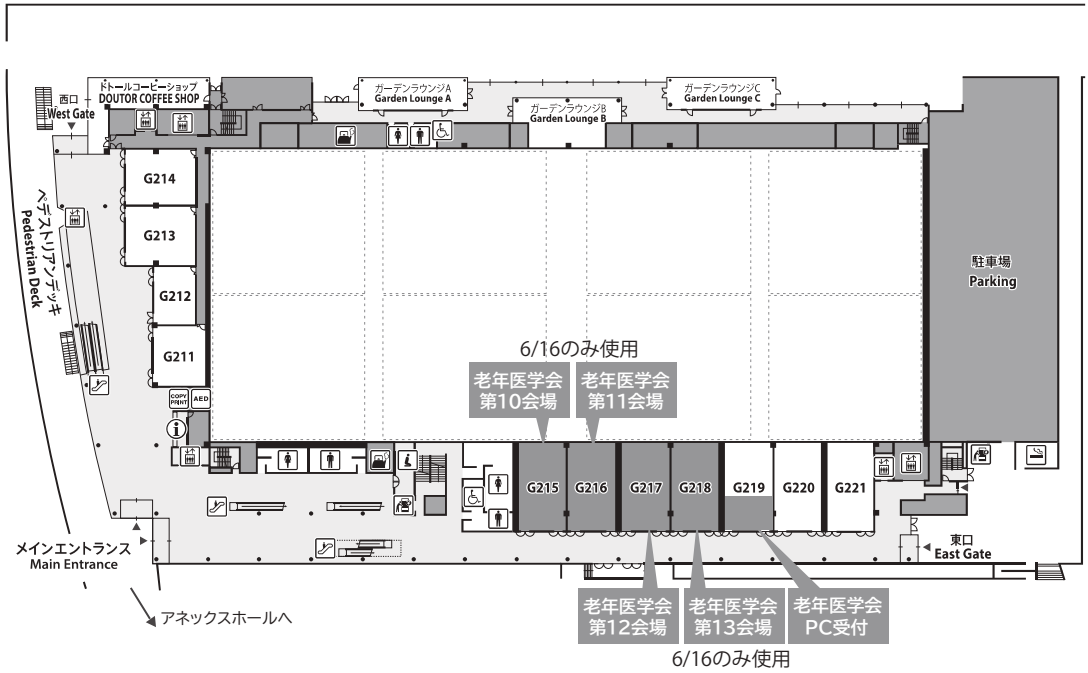 ドトールコーヒーショップ
DOUTOR COFFEE SHOP
ガーデンラウンジA
Garden Lounge A
ガーデンラウンジB
Garden Lounge B
ガーデンラウンジC
Garden Lounge C
西口
West Gate
ペデストリアンデッキ
Pedestrian Deck
G214
G213
G212
G211
COPY
PRINT
AED
i
駐車場
Parking
6/16のみ使用
老年医学会
第10会場
老年医学会
第11会場
G215
G216
G217
G218
G219
G220
G221
メインエントランス
Main Entrance
東口
East Gate
アネックスホールへ
老年医学会
第12会場
老年医学会
第13会場
老年医学会
PC受付
6/16のみ使用